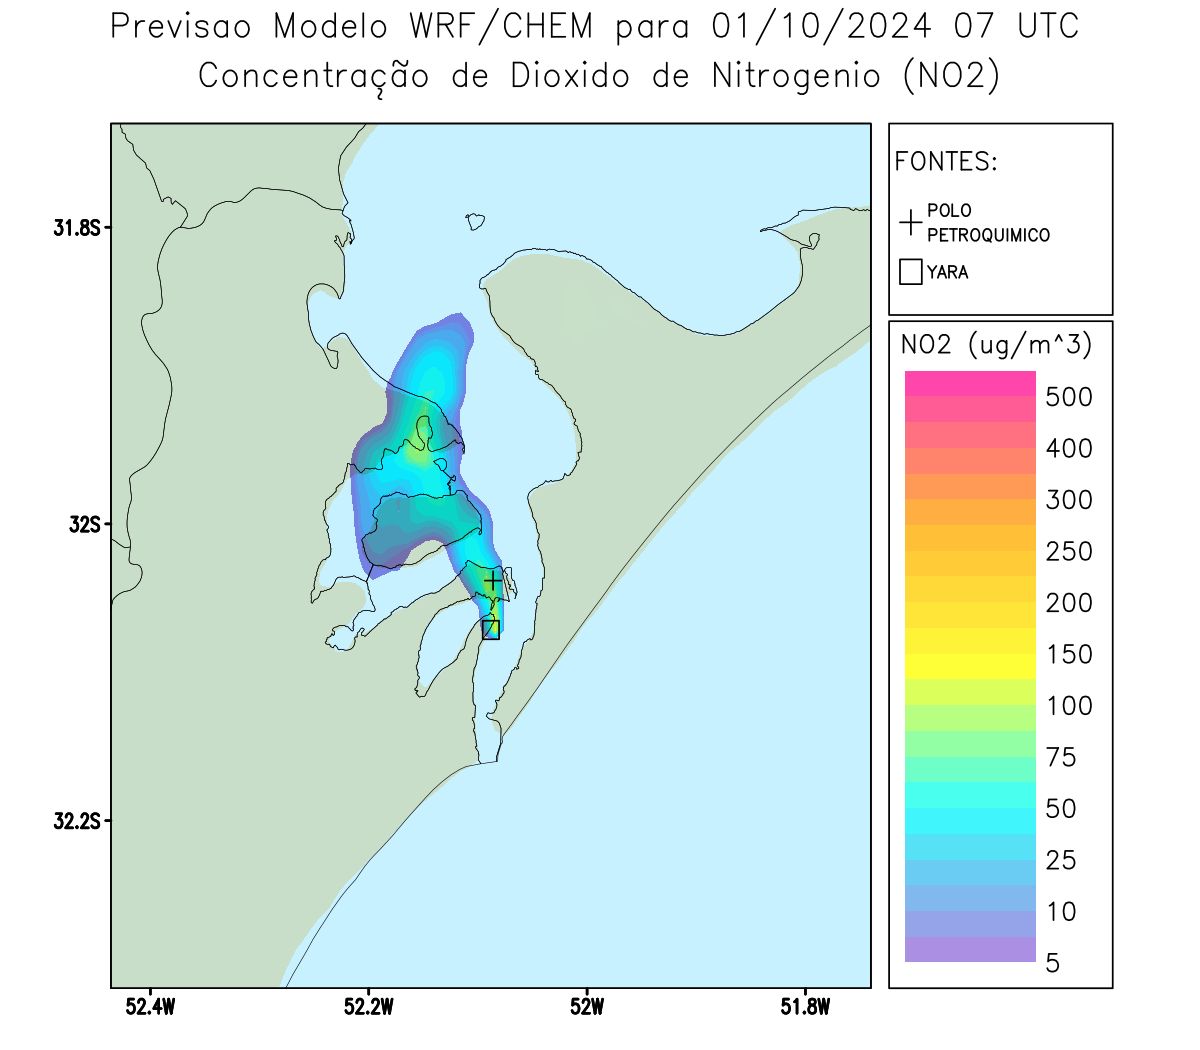 Previsao Modelo WRF/CHEM para 01/10/2024 07 UTC
Concentração de Dioxido de Nitrogenio (NO2)
FONTES:
POLO
PETROQUIMICO
YARA
NO2 (ug/m^3)
500
400
300
250
200
150
100
75
50
25
10
5
31.8S
32S
32.2S
52.4W
52.2W
52W
51.8W